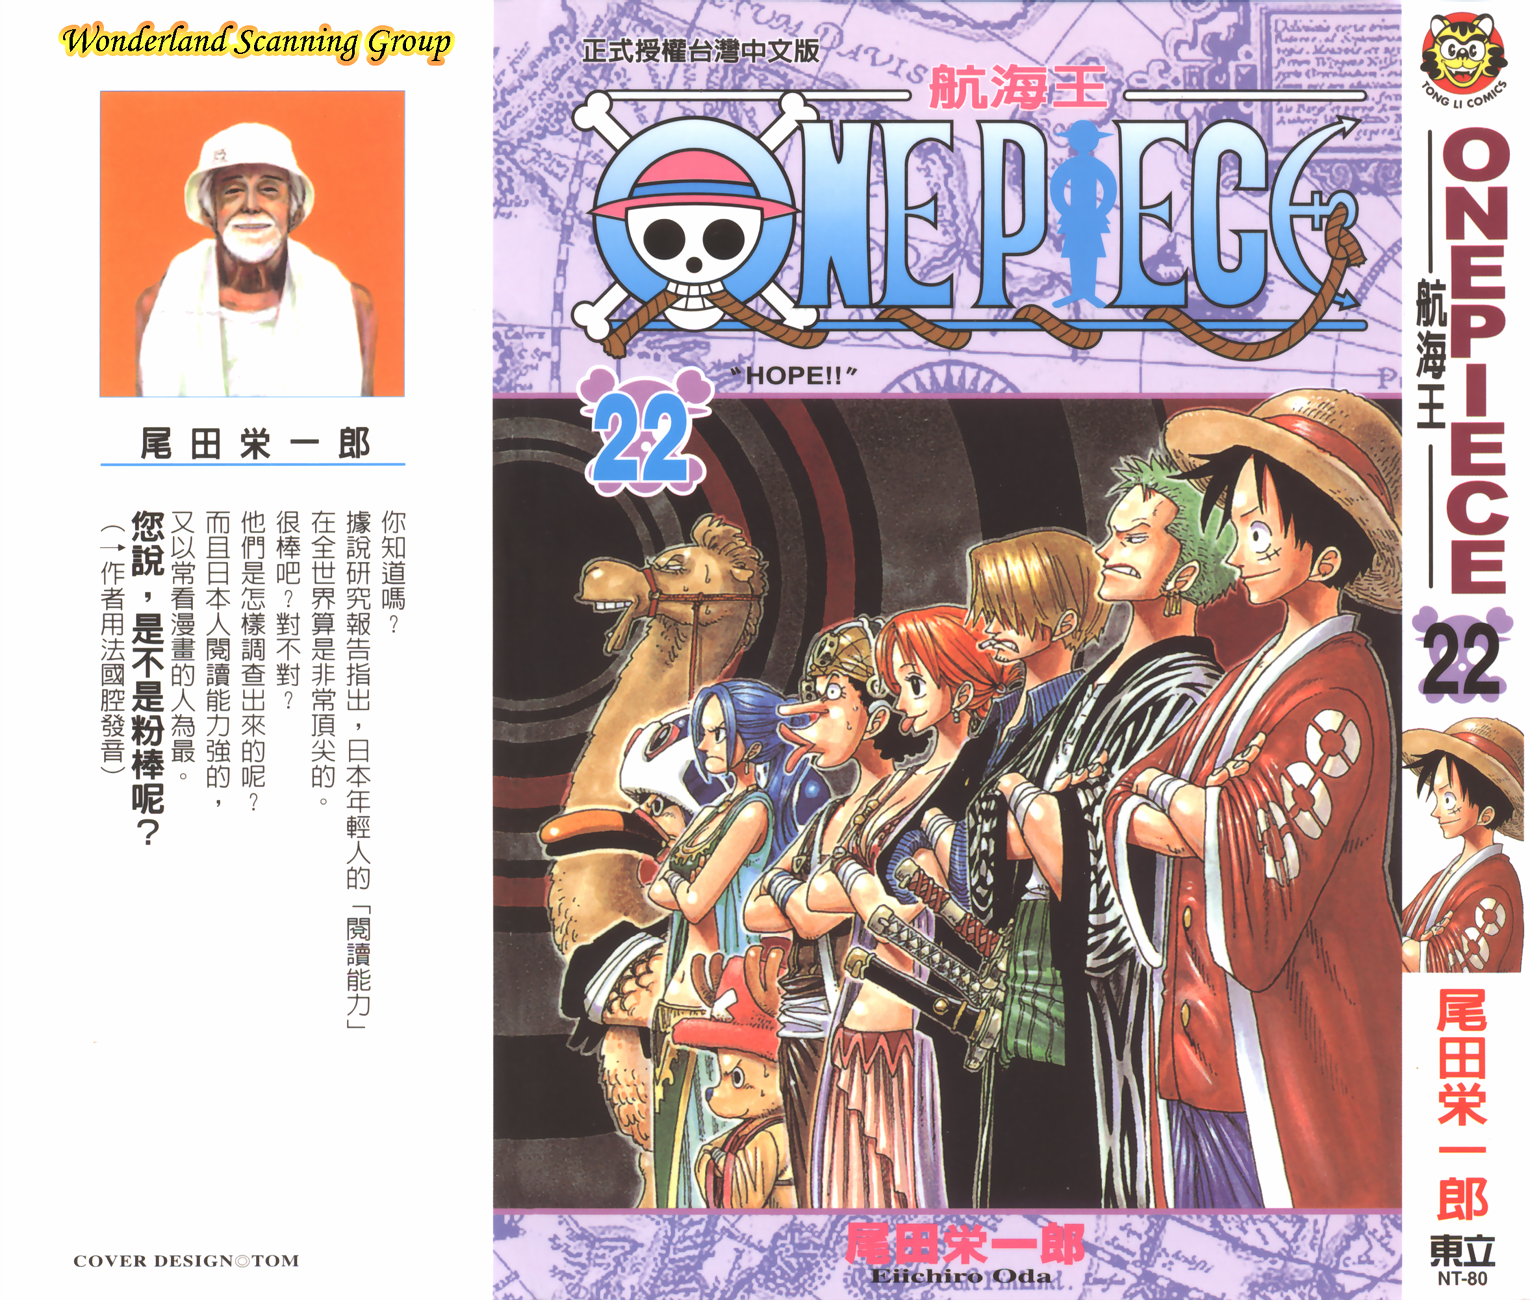 Wonderland Scanning Group
尾田栄一郎
你知道嗎？
據說研究報告指出，日本年輕人的「閱讀能力」
在全世界算是非常頂尖的。
很棒吧？對不對？
他們是怎樣調查出來的呢？
而且日本人閱讀能力強的，
又以常看漫畫的人為最。
您說，是不是粉棒呢？
（→作者用法國腔發音）
COVER DESIGN◎TOM
正式授權台灣中文版
航海王
ONE PIECE
"HOPE!!"
22
尾田栄一郎
Eiichiro Oda
TONG LI COMICS
ONE PIECE
航海王
22
尾田栄一郎
東立
NT-80